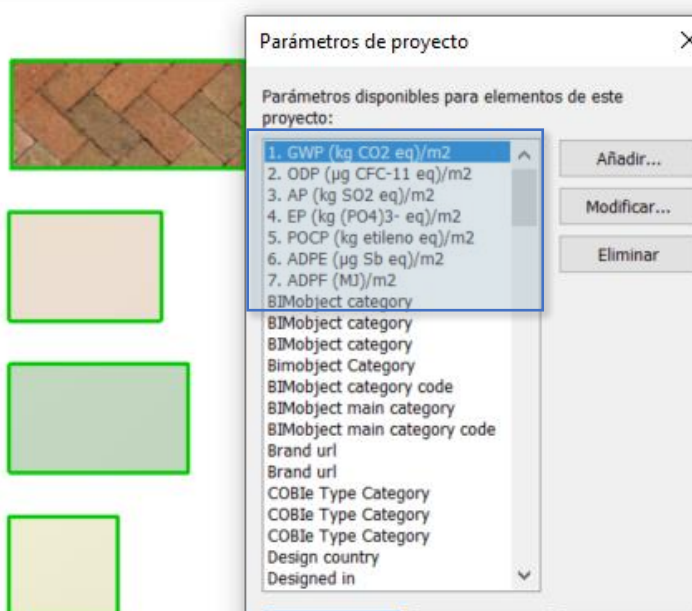 Parámetros de proyecto
Parámetros disponibles para elementos de este
proyecto:
1. GWP (kg CO2 eq)/m2
2. ODP (µg CFC-11 eq)/m2
3. AP (kg SO2 eq)/m2
4. EP (kg (PO4)3- eq)/m2
5. POCP (kg etileno eq)/m2
6. ADPE (µg Sb eq)/m2
7. ADPF (MJ)/m2
BIMobject category
BIMobject category
BIMobject category
Bimobject Category
BIMobject category code
BIMobject main category
BIMobject main category code
Brand url
Brand url
COBIe Type Category
COBIe Type Category
COBIe Type Category
Design country
Designed in
Añadir...
Modificar...
Eliminar